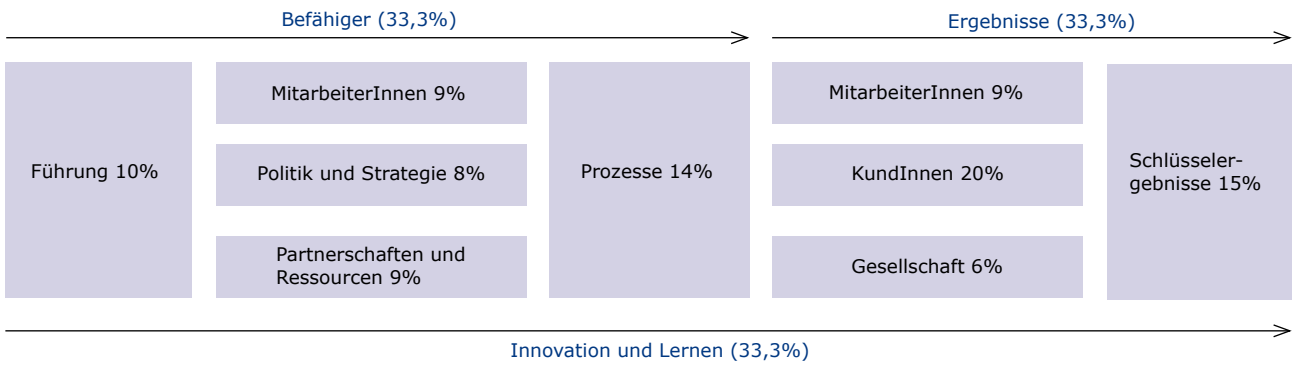 Befähiger (33,3%)
Ergebnisse (33,3%)
Führung 10%
MitarbeiterInnen 9%
Politik und Strategie 8%
Partnerschaften und
Ressourcen 9%
Prozesse 14%
MitarbeiterInnen 9%
KundInnen 20%
Gesellschaft 6%
Schlüsseler-
gebnisse 15%
Innovation und Lernen (33,3%)